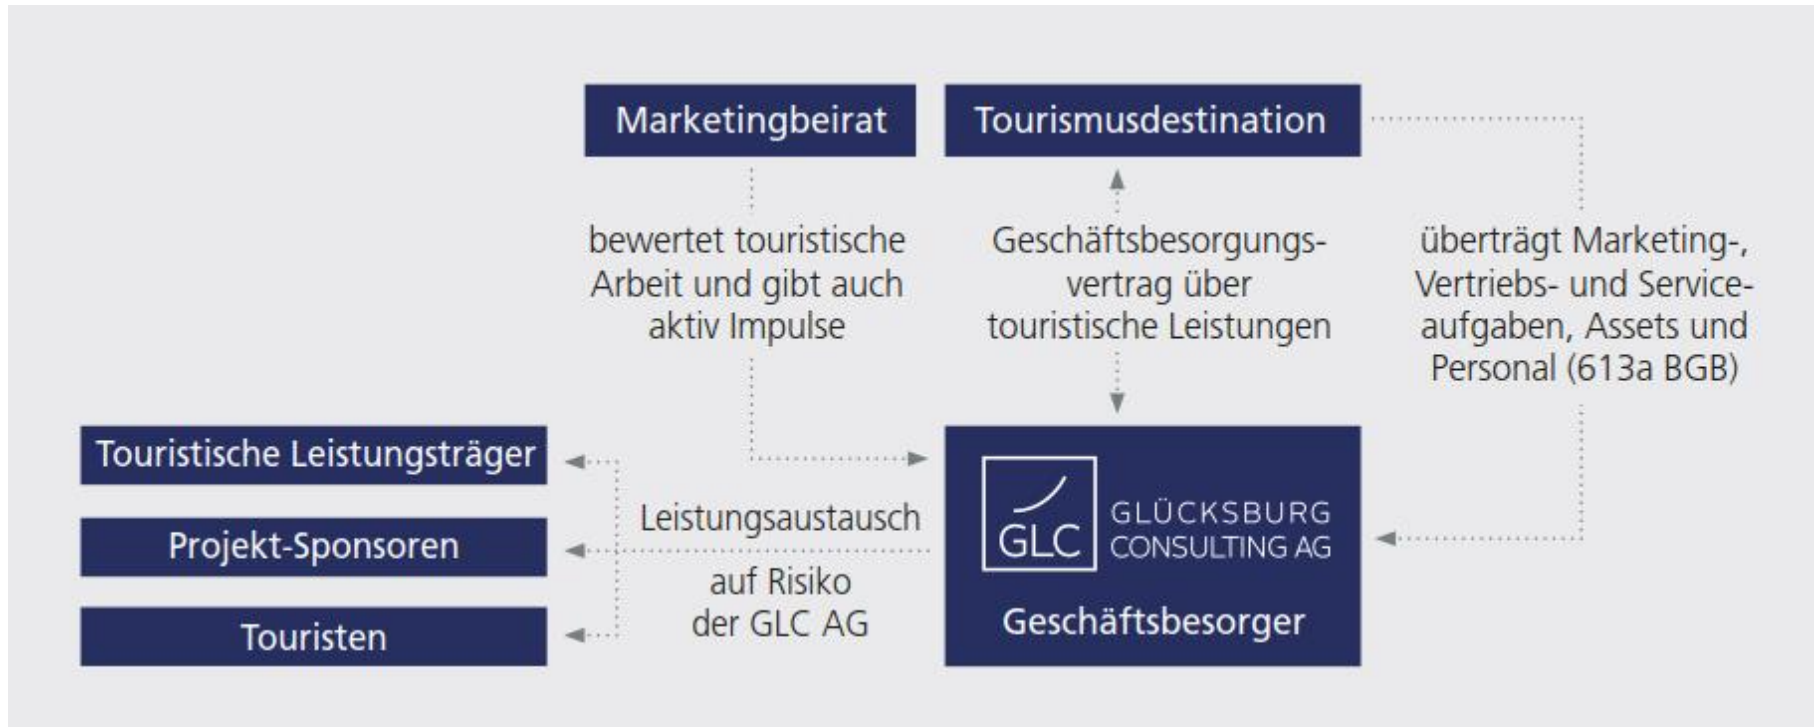 Marketingbeirat
Tourismusdestination
bewertet touristische
Arbeit und gibt auch
aktiv Impulse
Geschäftsbesorgungs-
vertrag über
touristische Leistungen
überträgt Marketing-,
Vertriebs- und Service-
aufgaben, Assets und
Personal (613a BGB)
Touristische Leistungsträger
Projekt-Sponsoren
Touristen
Leistungsaustausch
auf Risiko
der GLC AG
GLC
GLÜCKSBURG
CONSULTING AG
Geschäftsbesorger